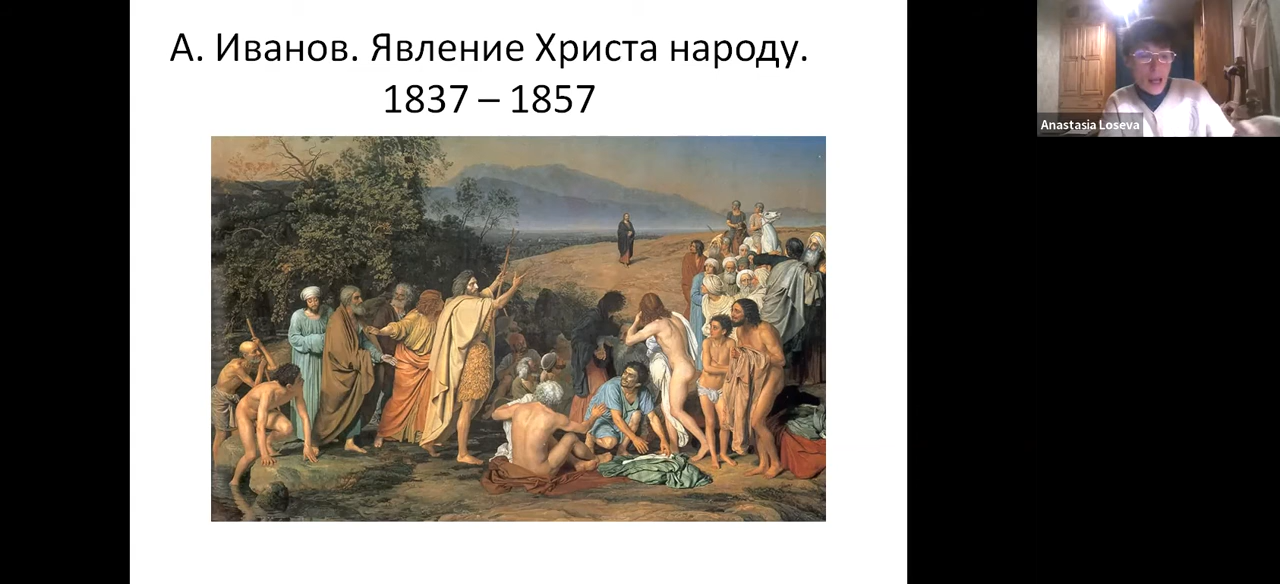 А. Иванов. Явление Христа народу.
1837 – 1857
Anastasia Loseva